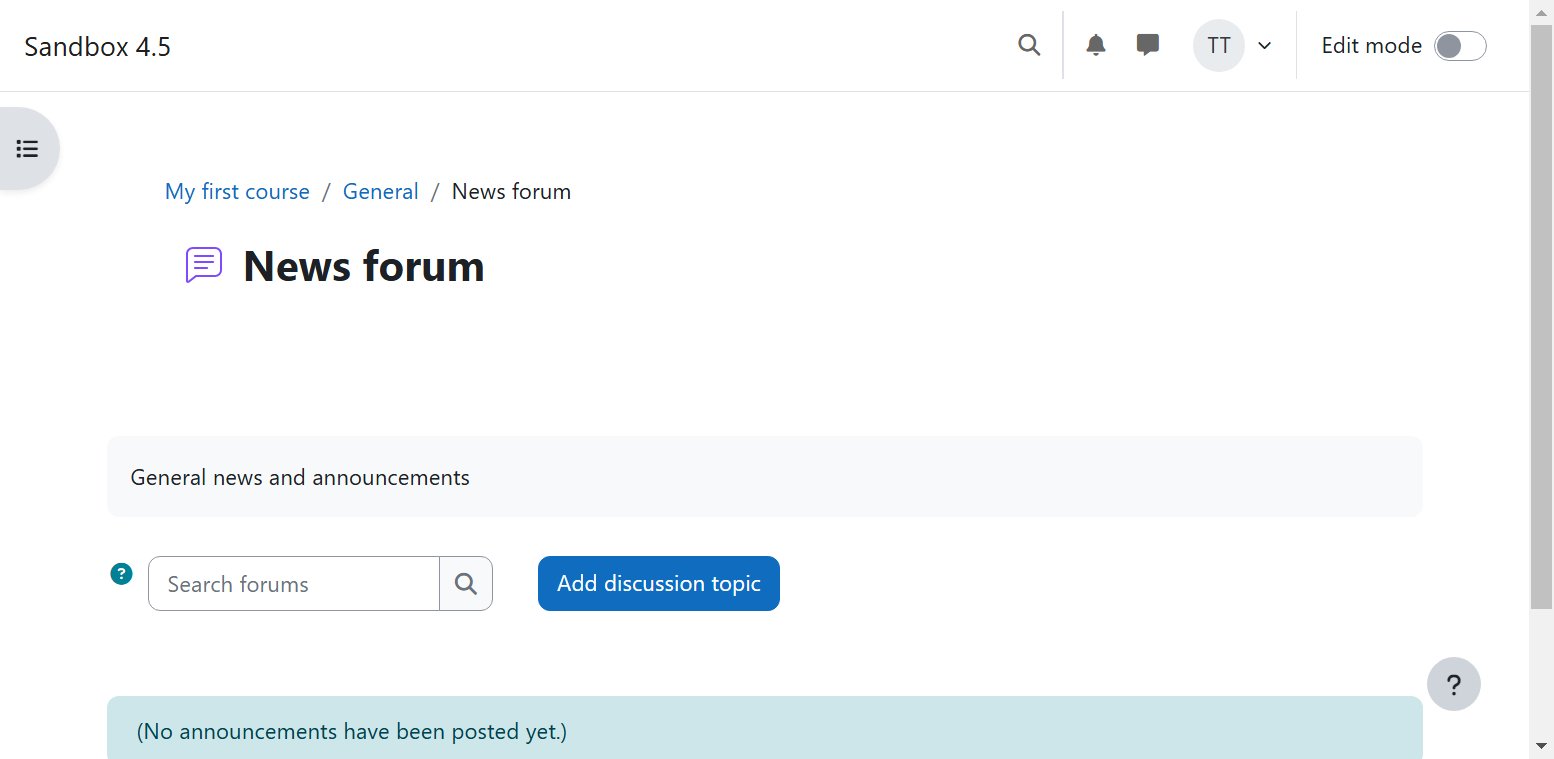 Sandbox 4.5
TT
Edit mode
My first course / General / News forum
News forum
General news and announcements
?
Search forums
Add discussion topic
?
(No announcements have been posted yet.)